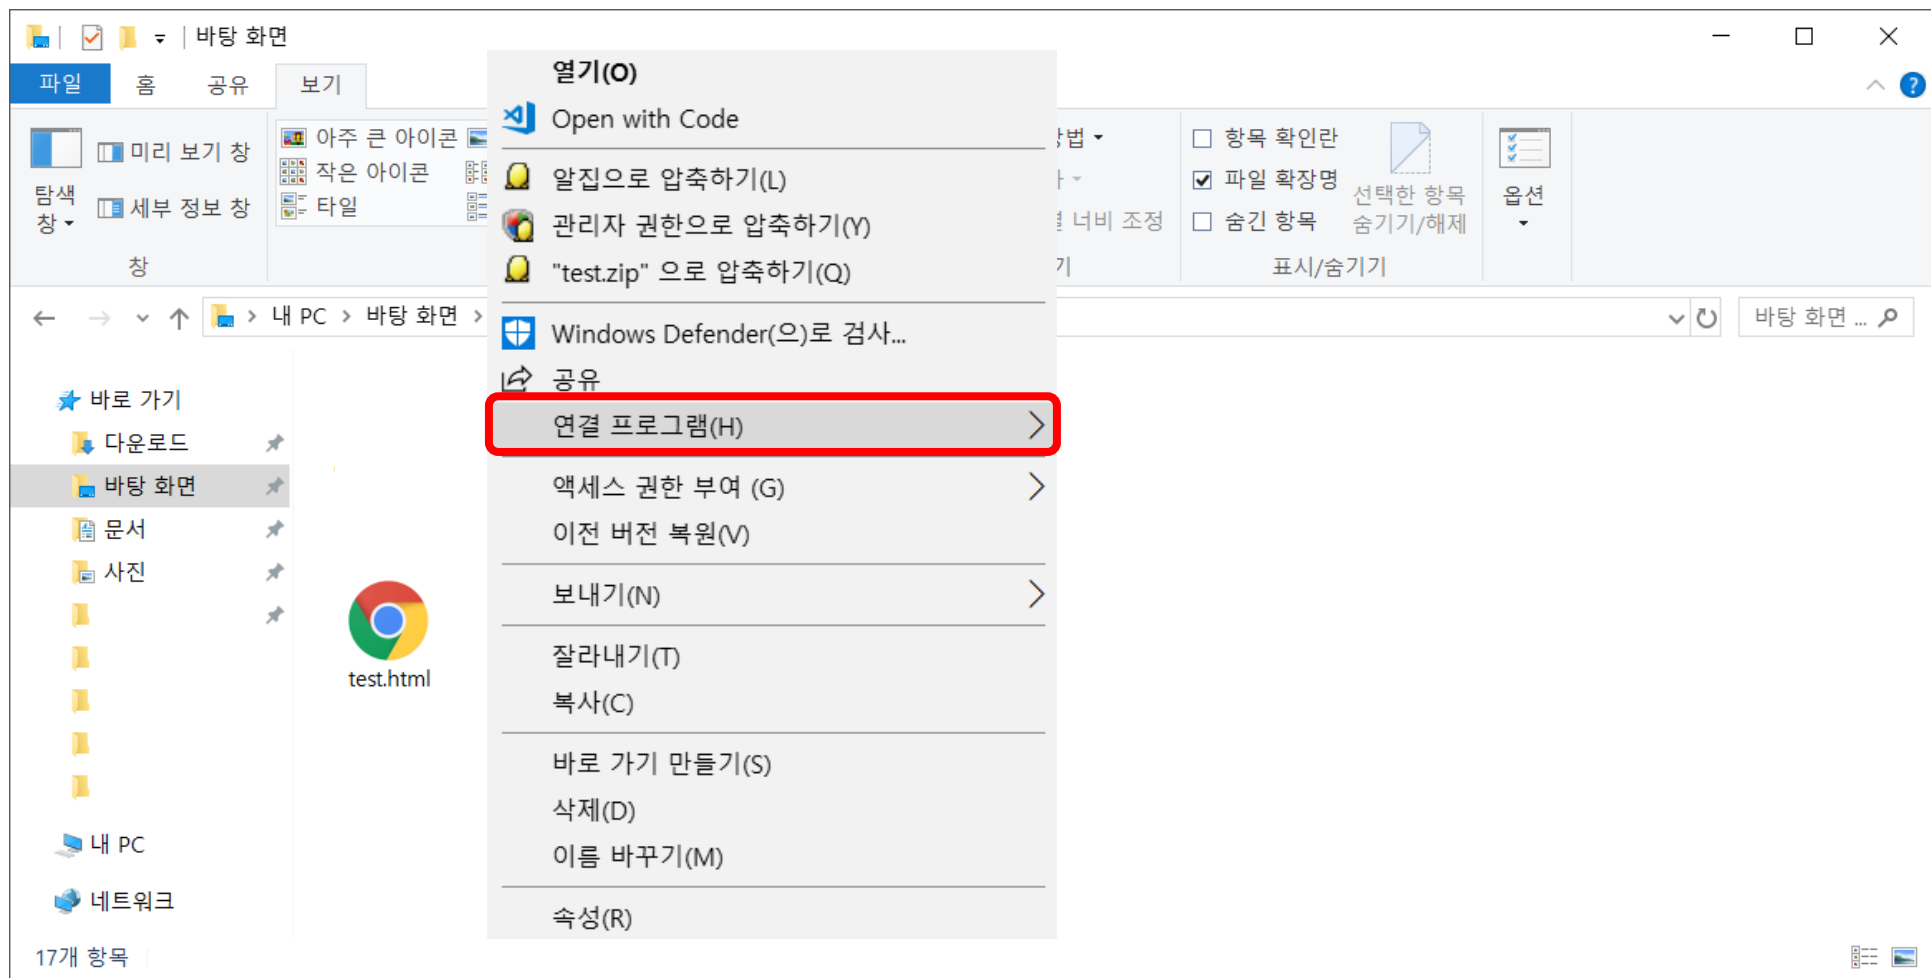 바탕 화면
파일 홈 공유 보기
탐색 창
미리 보기 창
세부 정보 창
창
아주 큰 아이콘
작은 아이콘
타일
너비 조정
항목 확인란
파일 확장명
숨긴 항목
선택한 항목
숨기기/해제
표시/숨기기
옵션
내 PC 바탕 화면
바탕 화면 ...
바로 가기
다운로드
바탕 화면
문서
사진
내 PC
네트워크
test.html
열기(O)
Open with Code
알집으로 압축하기(L)
관리자 권한으로 압축하기(Y)
"test.zip" 으로 압축하기(Q)
Windows Defender(으)로 검사...
공유
연결 프로그램(H)
액세스 권한 부여 (G)
이전 버전 복원(V)
보내기(N)
잘라내기(T)
복사(C)
바로 가기 만들기(S)
삭제(D)
이름 바꾸기(M)
속성(R)
17개 항목